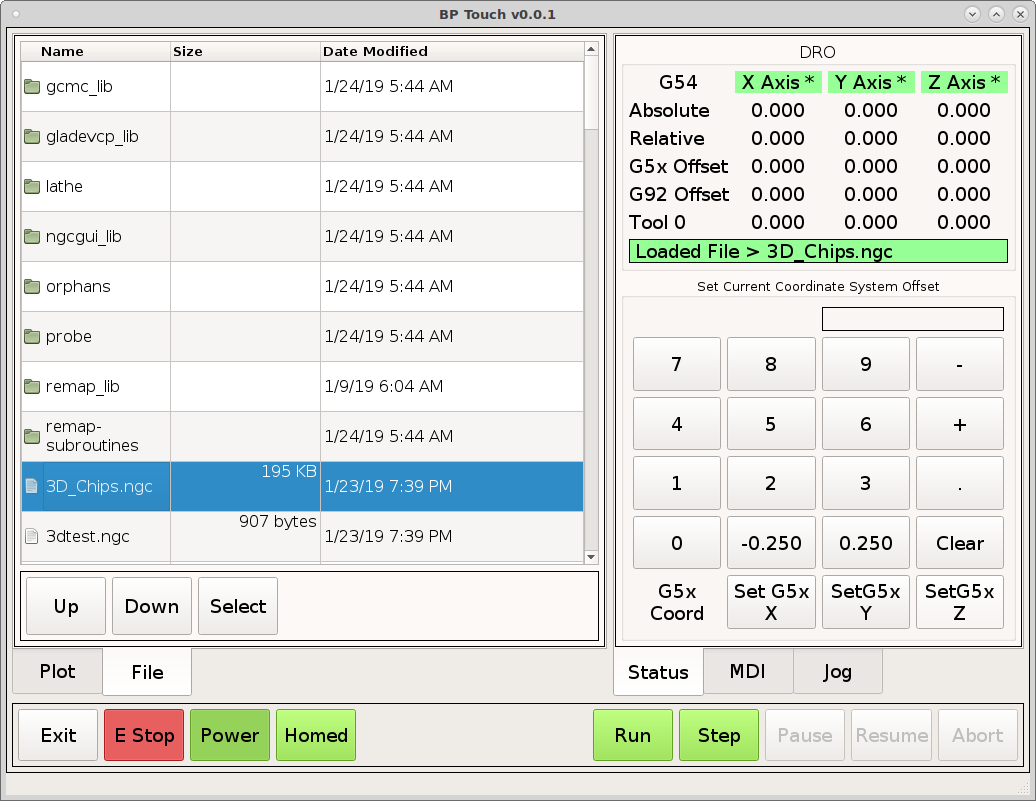 BP Touch v0.0.1
Name Size Date Modified
gcmc_lib 1/24/19 5:44 AM
gladevcp_lib 1/24/19 5:44 AM
lathe 1/24/19 5:44 AM
ngcgui_lib 1/24/19 5:44 AM
orphans 1/24/19 5:44 AM
probe 1/24/19 5:44 AM
remap_lib 1/9/19 6:04 AM
remap-
subroutines 1/24/19 5:44 AM
3D_Chips.ngc 195 KB 1/23/19 7:39 PM
3dtest.ngc 907 bytes 1/23/19 7:39 PM
Up Down Select
Plot File
DRO
G54 X Axis * Y Axis * Z Axis *
Absolute 0.000 0.000 0.000
Relative 0.000 0.000 0.000
G5x Offset 0.000 0.000 0.000
G92 Offset 0.000 0.000 0.000
Tool 0 0.000 0.000 0.000
Loaded File > 3D_Chips.ngc
Set Current Coordinate System Offset
7 8 9 -
4 5 6 +
1 2 3 .
0 -0.250 0.250 Clear
G5x Set G5x SetG5x SetG5x
Coord X Y Z
Status MDI Jog
Exit E Stop Power Homed Run Step Pause Resume Abort